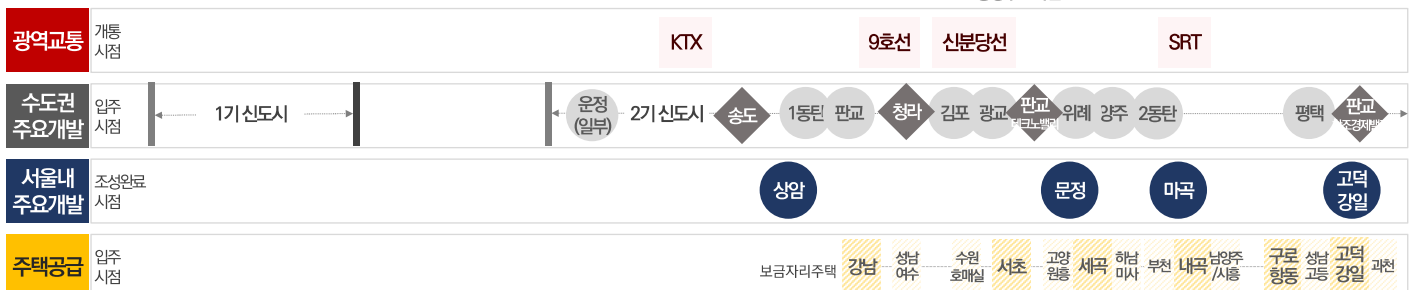 광역교통
개통
시점
KTX
9호선
신분당선
SRT
수도권
주요개발
입주
시점
1기 신도시
운정
(일부)
2기 신도시
송도
1동탄
판교
청라
김포
광교
판교
테크노밸리
위례
양주
2동탄
평택
판교
서울내
주요개발
조성완료
시점
상암
문정
마곡
고덕
강일
주택공급
입주
시점
보금자리주택
강남
성남
여수
수원
호매실
서초
고양
원흥
세곡
하남
미사
부천
내곡
남양주
/시흥
구로
항동
성남
고등
고덕
강일
과천